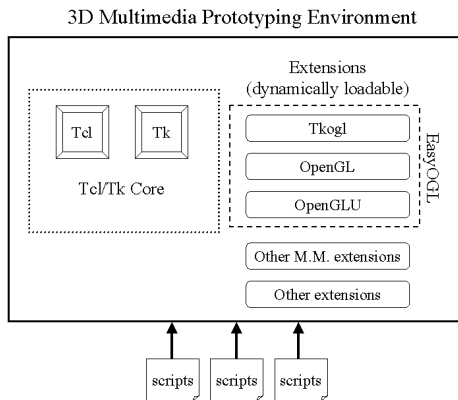 3D Multimedia Prototyping Environment
Extensions
(dynamically loadable)
Tcl
Tk
Tcl/Tk Core
Tkogl
OpenGL
OpenGLU
EasyOGL
Other M.M. extensions
Other extensions
scripts
scripts
scripts